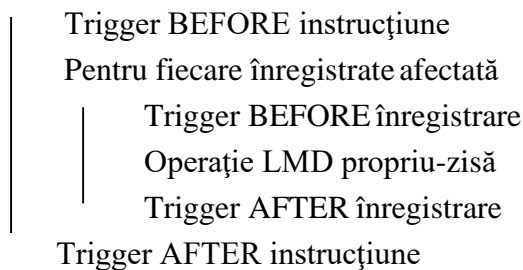 Trigger BEFORE instrucţiune
Pentru fiecare înregistrate afectată
Trigger BEFORE înregistrare
Operaţie LMD propriu-zisă
Trigger AFTER înregistrare
Trigger AFTER instrucţiune